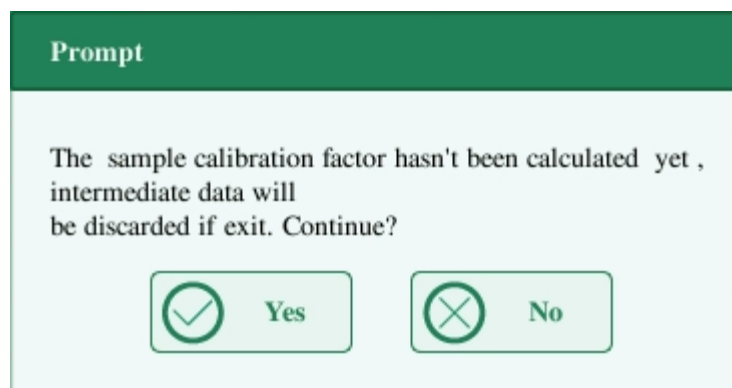 Prompt
The sample calibration factor hasn't been calculated yet ,
intermediate data will
be discarded if exit. Continue?
Yes No